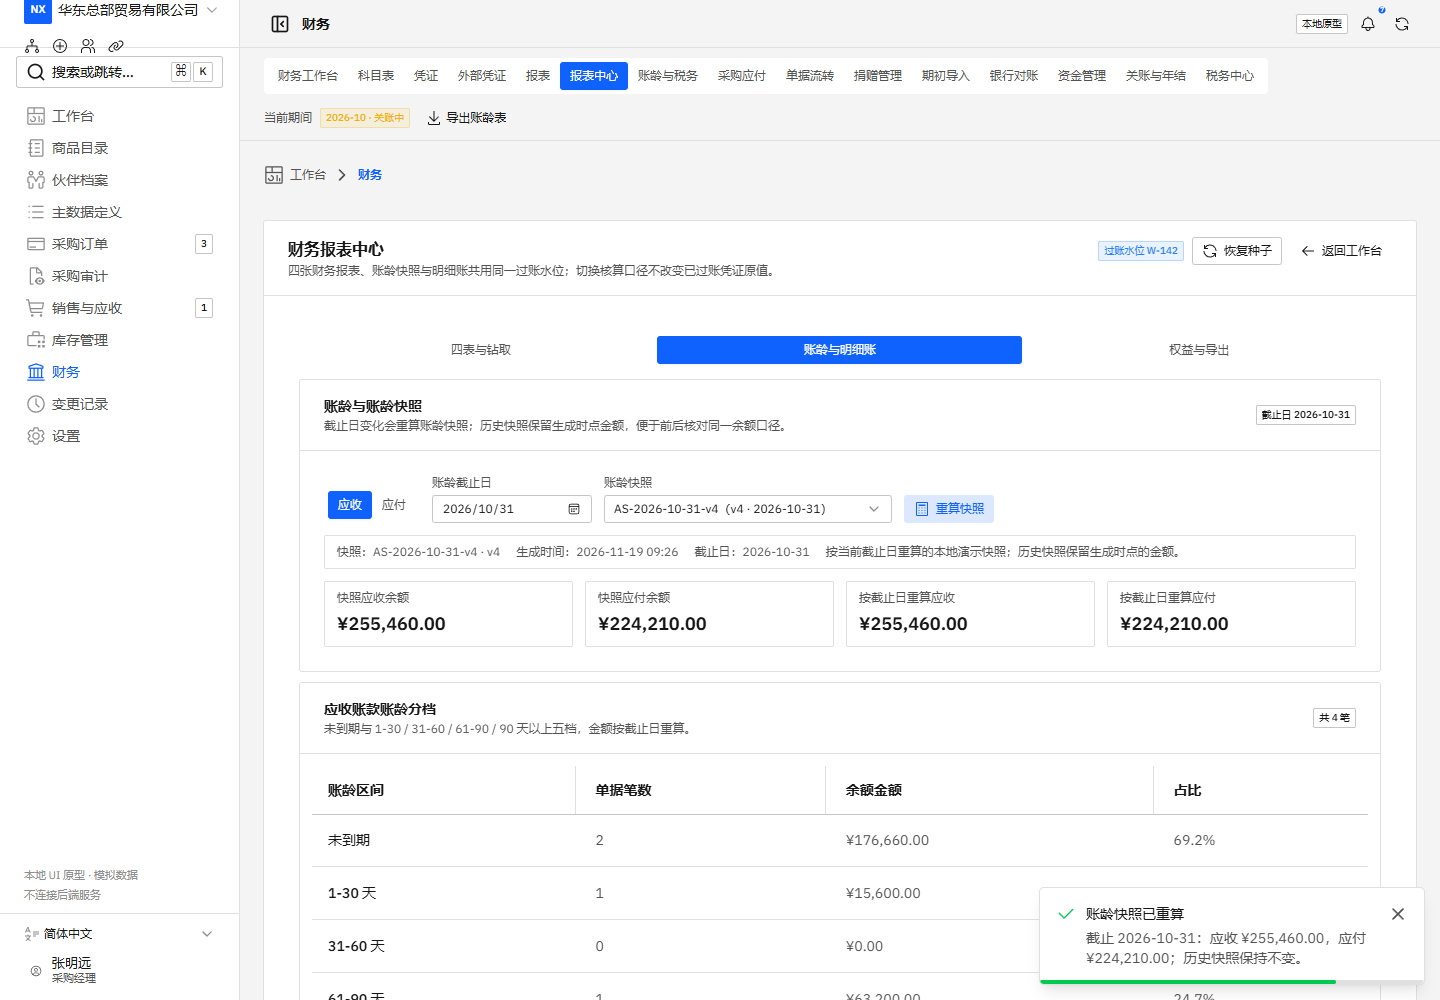 NX 华东总部贸易有限公司
搜索或跳转... ⌘ K
工作台
商品目录
伙伴档案
主数据定义
采购订单 3
采购审计
销售与应收 1
库存管理
财务
变更记录
设置
本地 UI 原型 · 模拟数据
不连接后端服务
简体中文
张明远
采购经理
财务
本地原型
?
财务工作台 科目表 凭证 外部凭证 报表 报表中心 账龄与税务 采购应付 单据流转 捐赠管理 期初导入 银行对账 资金管理 关账与年结 税务中心
当前期间 2026-10 · 关账中 导出账龄表
工作台 > 财务
财务报表中心
四张财务报表、账龄快照与明细账共用同一过账水位；切换核算口径不改变已过账凭证原值。
过账水位 W-142 恢复种子 返回工作台
四表与钻取 账龄与明细账 权益与导出
账龄与账龄快照
截止日变化会重算账龄快照；历史快照保留生成时点金额，便于前后核对同一余额口径。
截止日 2026-10-31
账龄截止日 账龄快照
应收 应付 2026/10/31 AS-2026-10-31-v4（v4 · 2026-10-31） 重算快照
快照：AS-2026-10-31-v4 · v4 生成时间：2026-11-19 09:26 截止日：2026-10-31 按当前截止日重算的本地演示快照；历史快照保留生成时点的金额。
快照应收余额 快照应付余额 按截止日重算应收 按截止日重算应付
¥255,460.00 ¥224,210.00 ¥255,460.00 ¥224,210.00
应收账款账龄分档
未到期与 1-30 / 31-60 / 61-90 / 90 天以上五档，金额按截止日重算。
共 4 笔
账龄区间 单据笔数 余额金额 占比
未到期 2 ¥176,660.00 69.2%
1-30 天 1 ¥15,600.00
31-60 天 0 ¥0.00
61-90 天 1 ¥63,200.00 24.7%
账龄快照已重算
截止 2026-10-31：应收 ¥255,460.00，应付
¥224,210.00；历史快照保持不变。